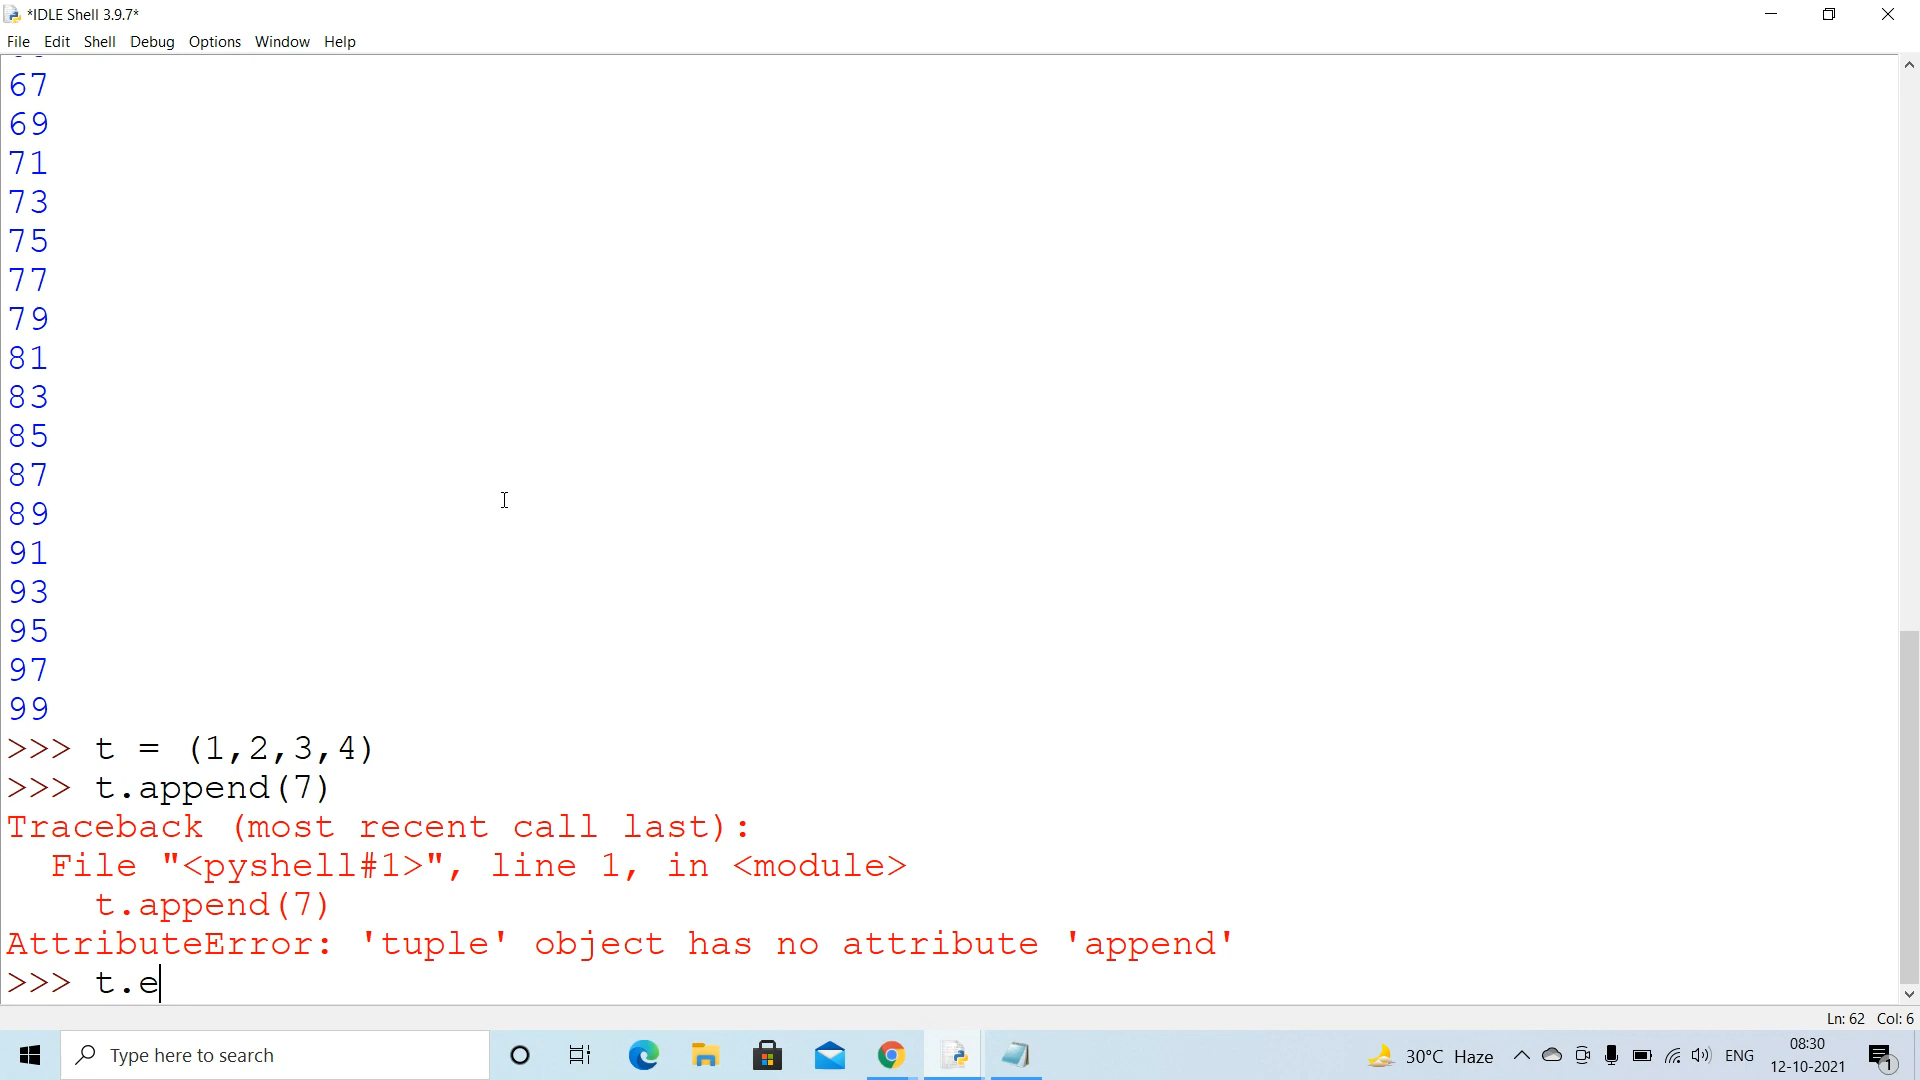 *IDLE Shell 3.9.7*
File Edit Shell Debug Options Window Help
67
69
71
73
75
77
79
81
83
85
87
89
91
93
95
97
99
>>> t = (1,2,3,4)
>>> t.append(7)
Traceback (most recent call last):
  File "<pyshell#1>", line 1, in <module>
    t.append(7)
AttributeError: 'tuple' object has no attribute 'append'
>>> t.e
Ln: 62 Col: 6
Type here to search
30°C Haze
ENG
08:30
12-10-2021
1